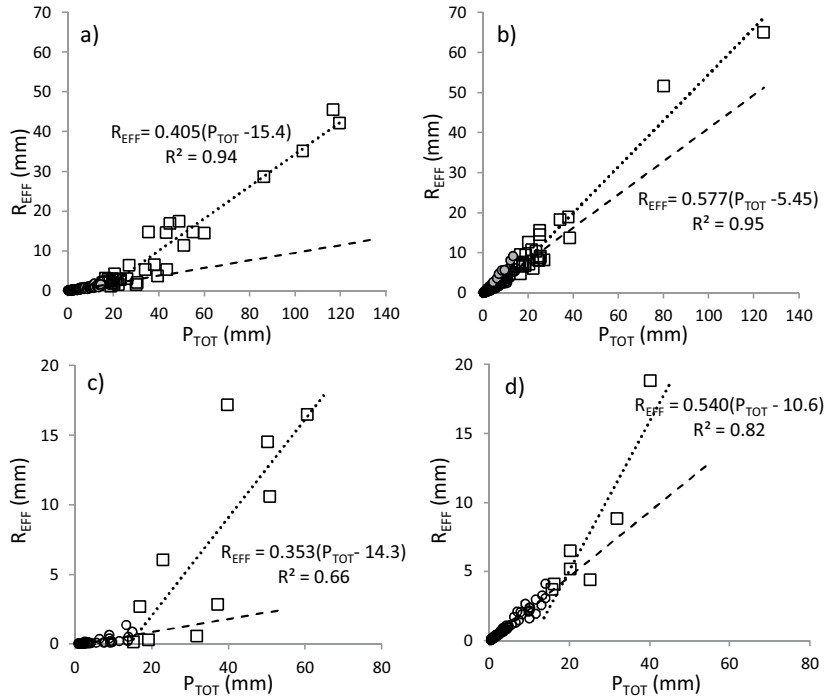 a)
70
60
50
40
30
20
10
0
R_EFF (mm)
R_EFF= 0.405(P_TOT -15.4)
R² = 0.94
0 20 40 60 80 100 120 140
P_TOT (mm)
b)
70
60
50
40
30
20
10
0
R_EFF (mm)
R_EFF= 0.577(P_TOT -5.45)
R² = 0.95
0 20 40 60 80 100 120 140
P_TOT (mm)
c)
20
15
10
5
0
R_EFF (mm)
R_EFF = 0.353(P_TOT- 14.3)
R² = 0.66
0 20 40 60 80
P_TOT (mm)
d)
20
15
10
5
0
R_EFF (mm)
R_EFF = 0.540(P_TOT - 10.6)
R² = 0.82
0 20 40 60 80
P_TOT (mm)